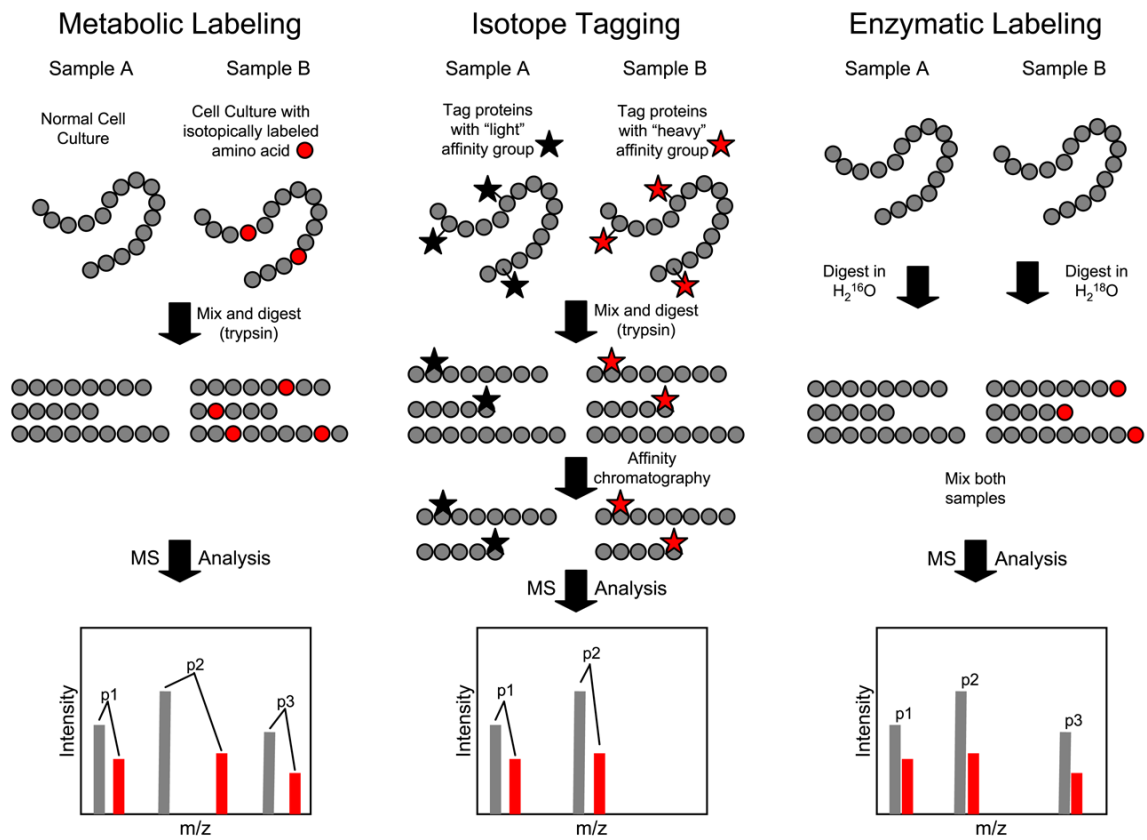 Metabolic Labeling
Sample A
Sample B
Normal Cell
Culture
Cell Culture with
isotopically labeled
amino acid
Mix and digest
(trypsin)
MS Analysis
Intensity
p1
p2
p3
m/z
Isotope Tagging
Sample A
Sample B
Tag proteins
with “light”
affinity group
Tag proteins
with “heavy”
affinity group
Mix and digest
(trypsin)
Affinity
chromatography
MS Analysis
Intensity
p1
p2
m/z
Enzymatic Labeling
Sample A
Sample B
Digest in
H₂¹⁶O
Digest in
H₂¹⁸O
Mix both
samples
MS Analysis
Intensity
p1
p2
p3
m/z